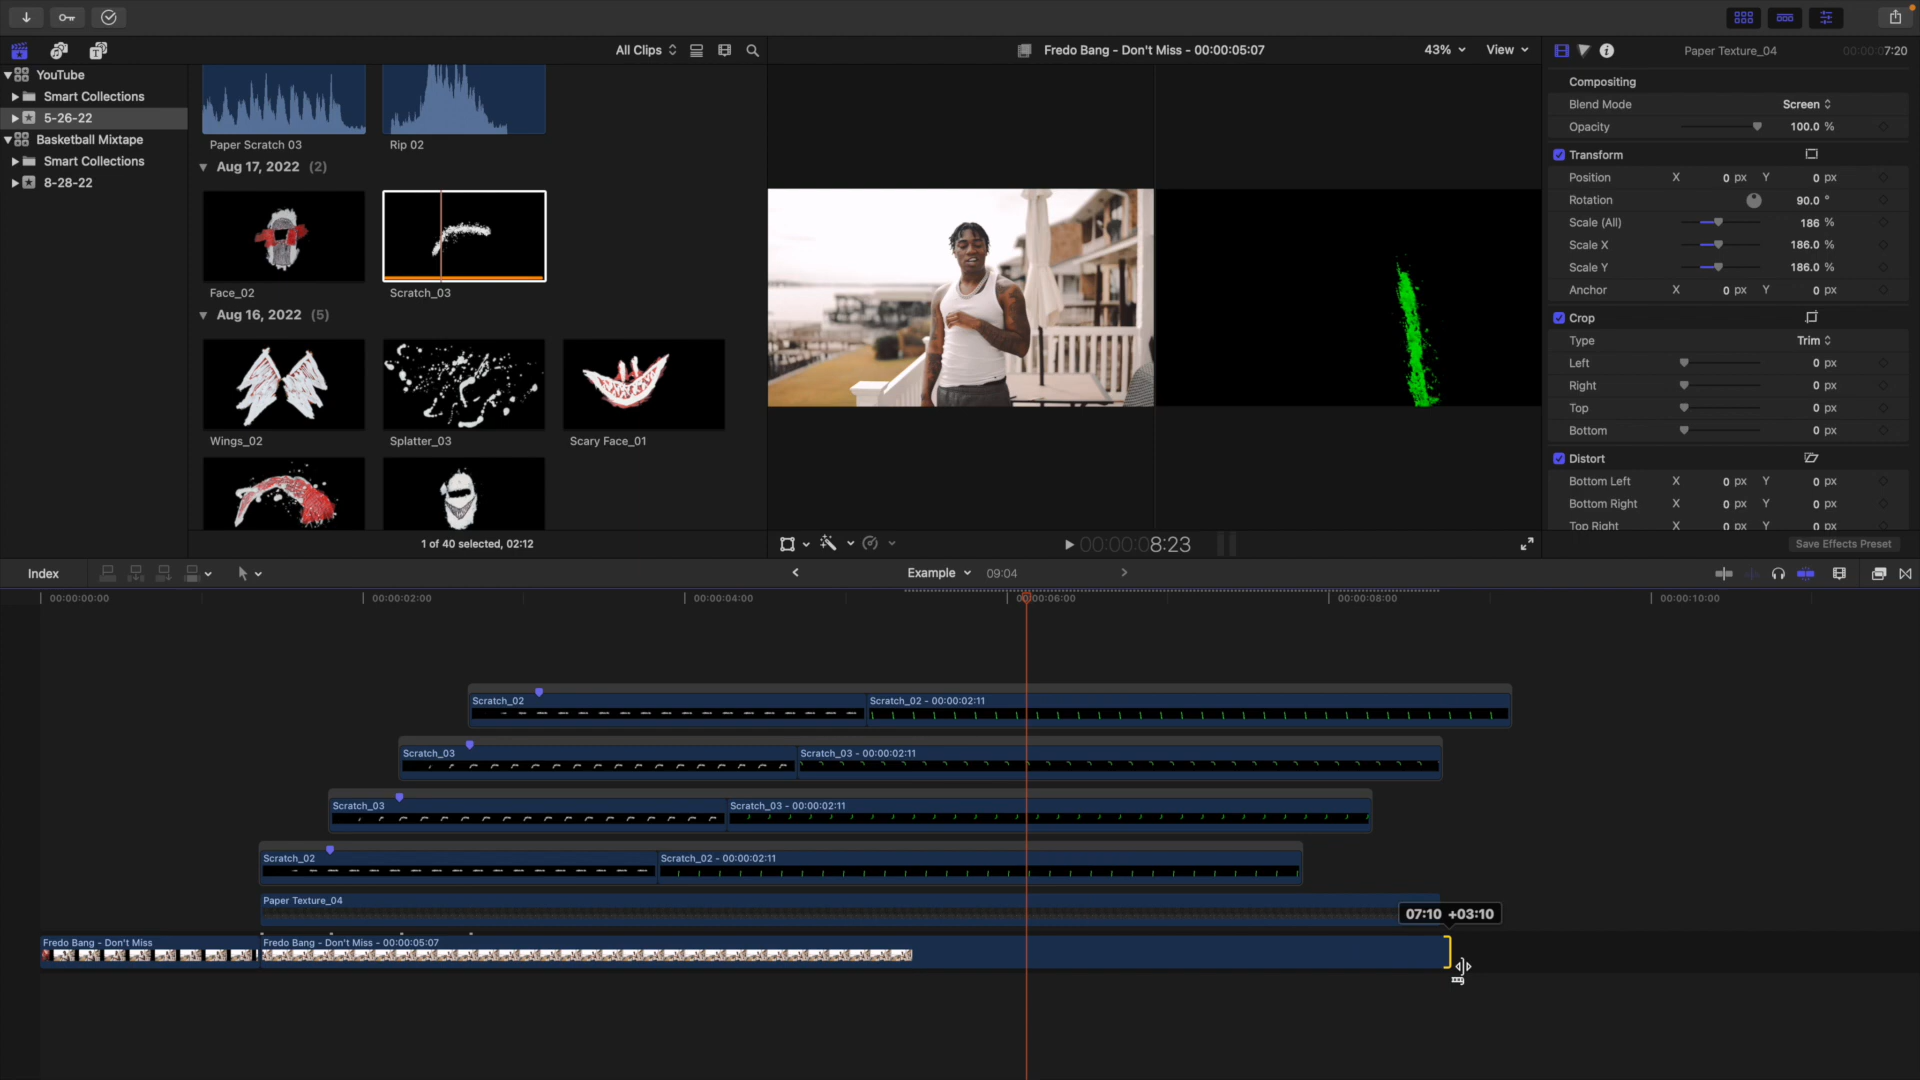 All Clips
Fredo Bang - Don't Miss - 00:00:05:07
43%
View
Paper Texture_04
00:00:07:20
YouTube
Smart Collections
5-26-22
Basketball Mixtape
Smart Collections
8-28-22
Paper Scratch 03
Rip 02
Aug 17, 2022 (2)
Face_02
Scratch_03
Aug 16, 2022 (5)
Wings_02
Splatter_03
Scary Face_01
1 of 40 selected, 02:12
00:00:08:23
Compositing
Blend Mode Screen
Opacity 100.0 %
Transform
Position X 0 px Y 0 px
Rotation 90.0 °
Scale (All) 186 %
Scale X 186.0 %
Scale Y 186.0 %
Anchor X 0 px Y 0 px
Crop
Type Trim
Left 0 px
Right 0 px
Top 0 px
Bottom 0 px
Distort
Bottom Left X 0 px Y 0 px
Bottom Right X 0 px Y 0 px
Top Right X 0 px Y 0 px
Save Effects Preset
Index
Example 09:04
00:00:00:00 00:00:02:00 00:00:04:00 00:00:06:00 00:00:08:00 00:00:10:00
Scratch_02 Scratch_02 - 00:00:02:11
Scratch_03 Scratch_03 - 00:00:02:11
Scratch_03 Scratch_03 - 00:00:02:11
Scratch_02 Scratch_02 - 00:00:02:11
Paper Texture_04
07:10 +03:10
Fredo Bang - Don't Miss Fredo Bang - Don't Miss - 00:00:05:07